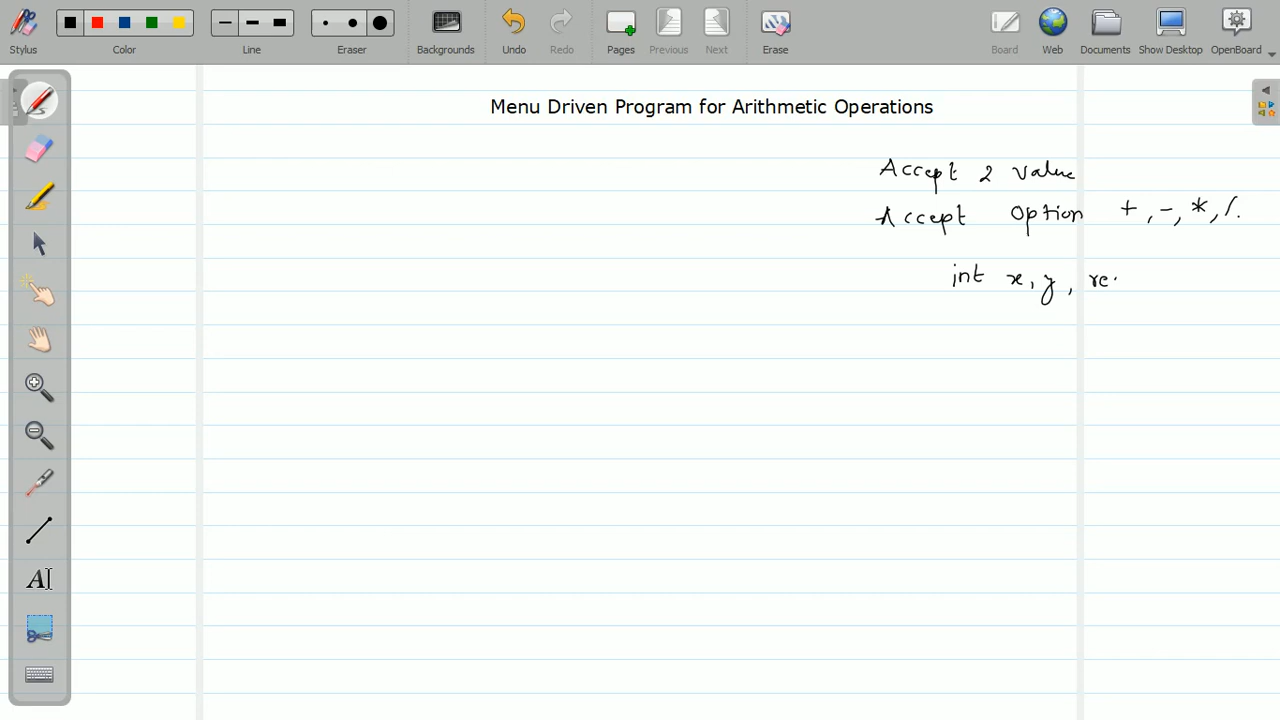 Stylus Color Line Eraser Backgrounds Undo Redo Pages Previous Next Erase Board Web Documents Show Desktop OpenBoard
Menu Driven Program for Arithmetic Operations
Accept 2 value
Accept Option +, -, *, /.
int x, y, re
A